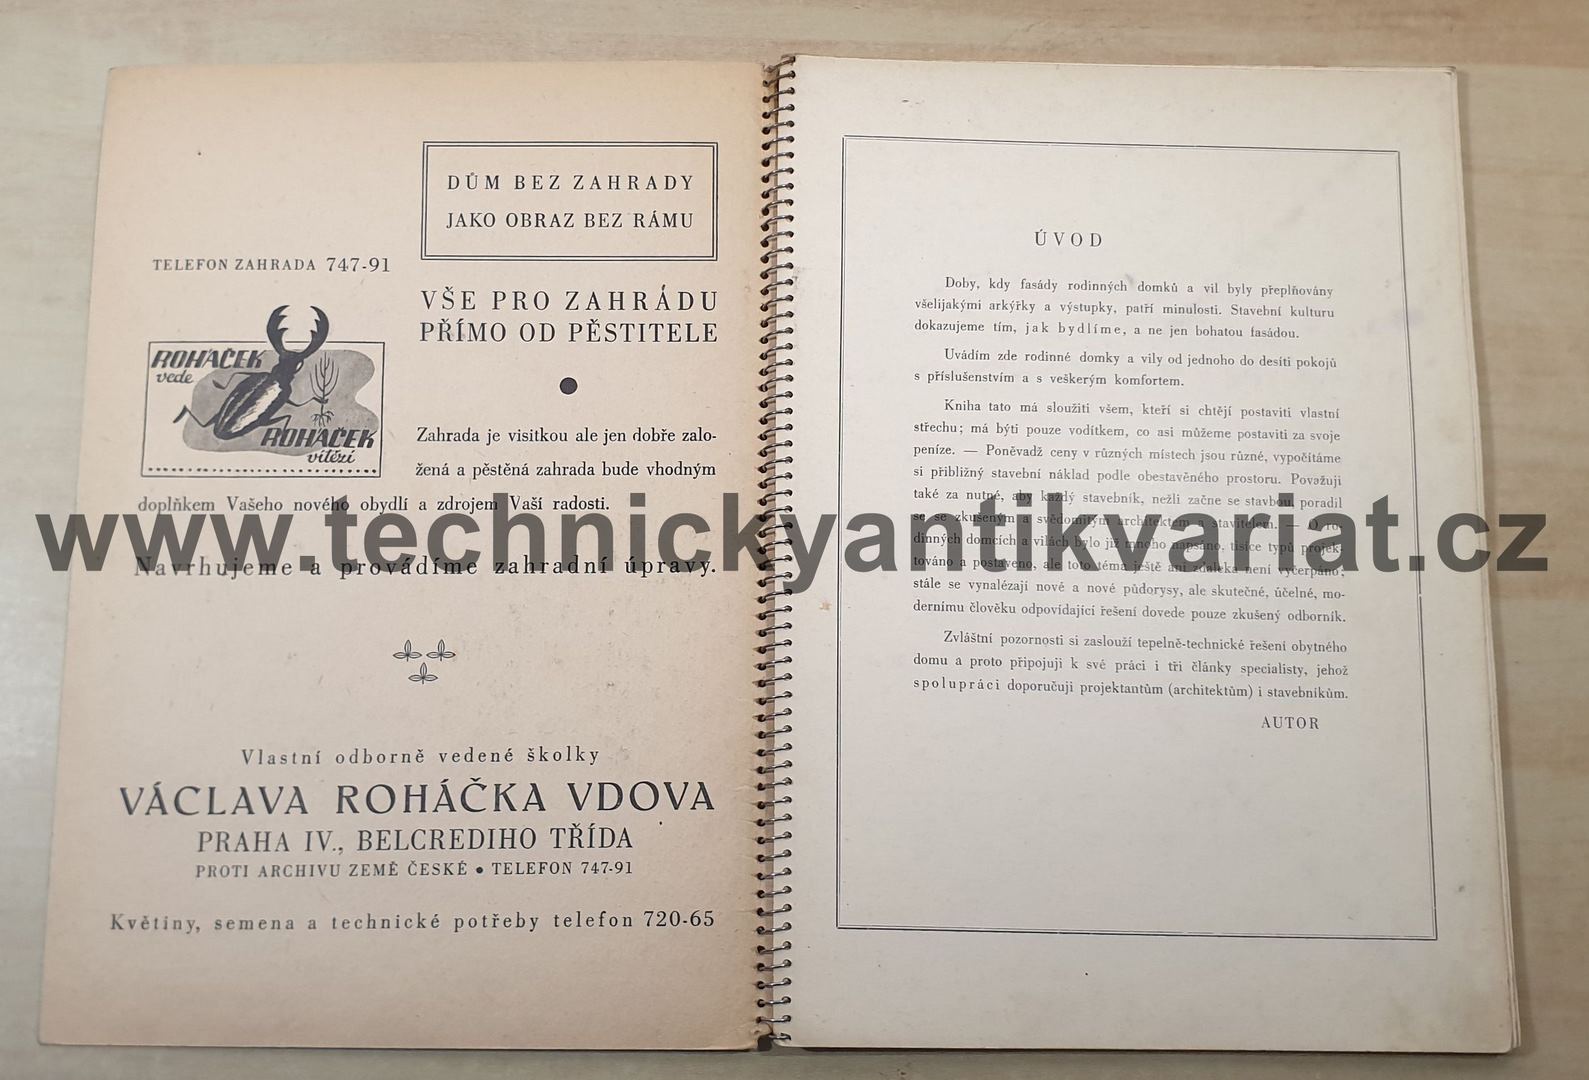 DŮM BEZ ZAHRADY
JAKO OBRAZ BEZ RÁMU
TELEFON ZAHRADA 747-91
VŠE PRO ZAHRÁDU
PŘÍMO OD PĚSTITELE
ROHÁČEK
vede
ROHÁČEK
vítězí
Zahrada je visitkou ale jen dobře zalo-
žená a pěstěná zahrada bude vhodným
doplňkem Vašeho nového obydlí a zdrojem Vaší radosti.
Navrhujeme a provádíme zahradní úpravy.
Vlastní odborně vedené školky
VÁCLAVA ROHÁČKA VDOVA
PRAHA IV., BELCREDIHO TŘÍDA
PROTI ARCHIVU ZEMĚ ČESKÉ • TELEFON 747-91
Květiny, semena a technické potřeby telefon 720-65
ÚVOD
Doby, kdy fasády rodinných domků a vil byly přeplňovány
všelijakými arkýřky a výstupky, patří minulosti. Stavební kulturu
dokazujeme tím, jak bydlíme, a ne jen bohatou fasádou.
Uvádím zde rodinné domky a vily od jednoho do desíti pokojů
s příslušenstvím a s veškerým komfortem.
Kniha tato má sloužiti všem, kteří si chtějí postaviti vlastní
střechu; má býti pouze vodítkem, co asi můžeme postaviti za svoje
peníze. — Poněvadž ceny v různých místech jsou různé, vypočítáme
si přibližný stavební náklad podle obestavěného prostoru. Považuji
také za nutné, aby každý stavebník, nežli začne se stavbou, poradil
se se zkušeným a svědomitým architektem a stavitelem. — O ro-
dinných domcích a vilách bylo již mnoho napsáno, tisíce typů projek-
továno a postaveno, ale toto téma ještě ani zdaleka není vyčerpáno;
stále se vynalézají nové a nové půdorysy, ale skutečné, účelné, mo-
dernímu člověku odpovídající řešení dovede pouze zkušený odborník.
Zvláštní pozornosti si zaslouží tepelně-technické řešení obytného
domu a proto připojuji k své práci i tři články specialisty, jehož
spolupráci doporučuji projektantům (architektům) i stavebníkům.
AUTOR
www.technickyantikvariat.cz